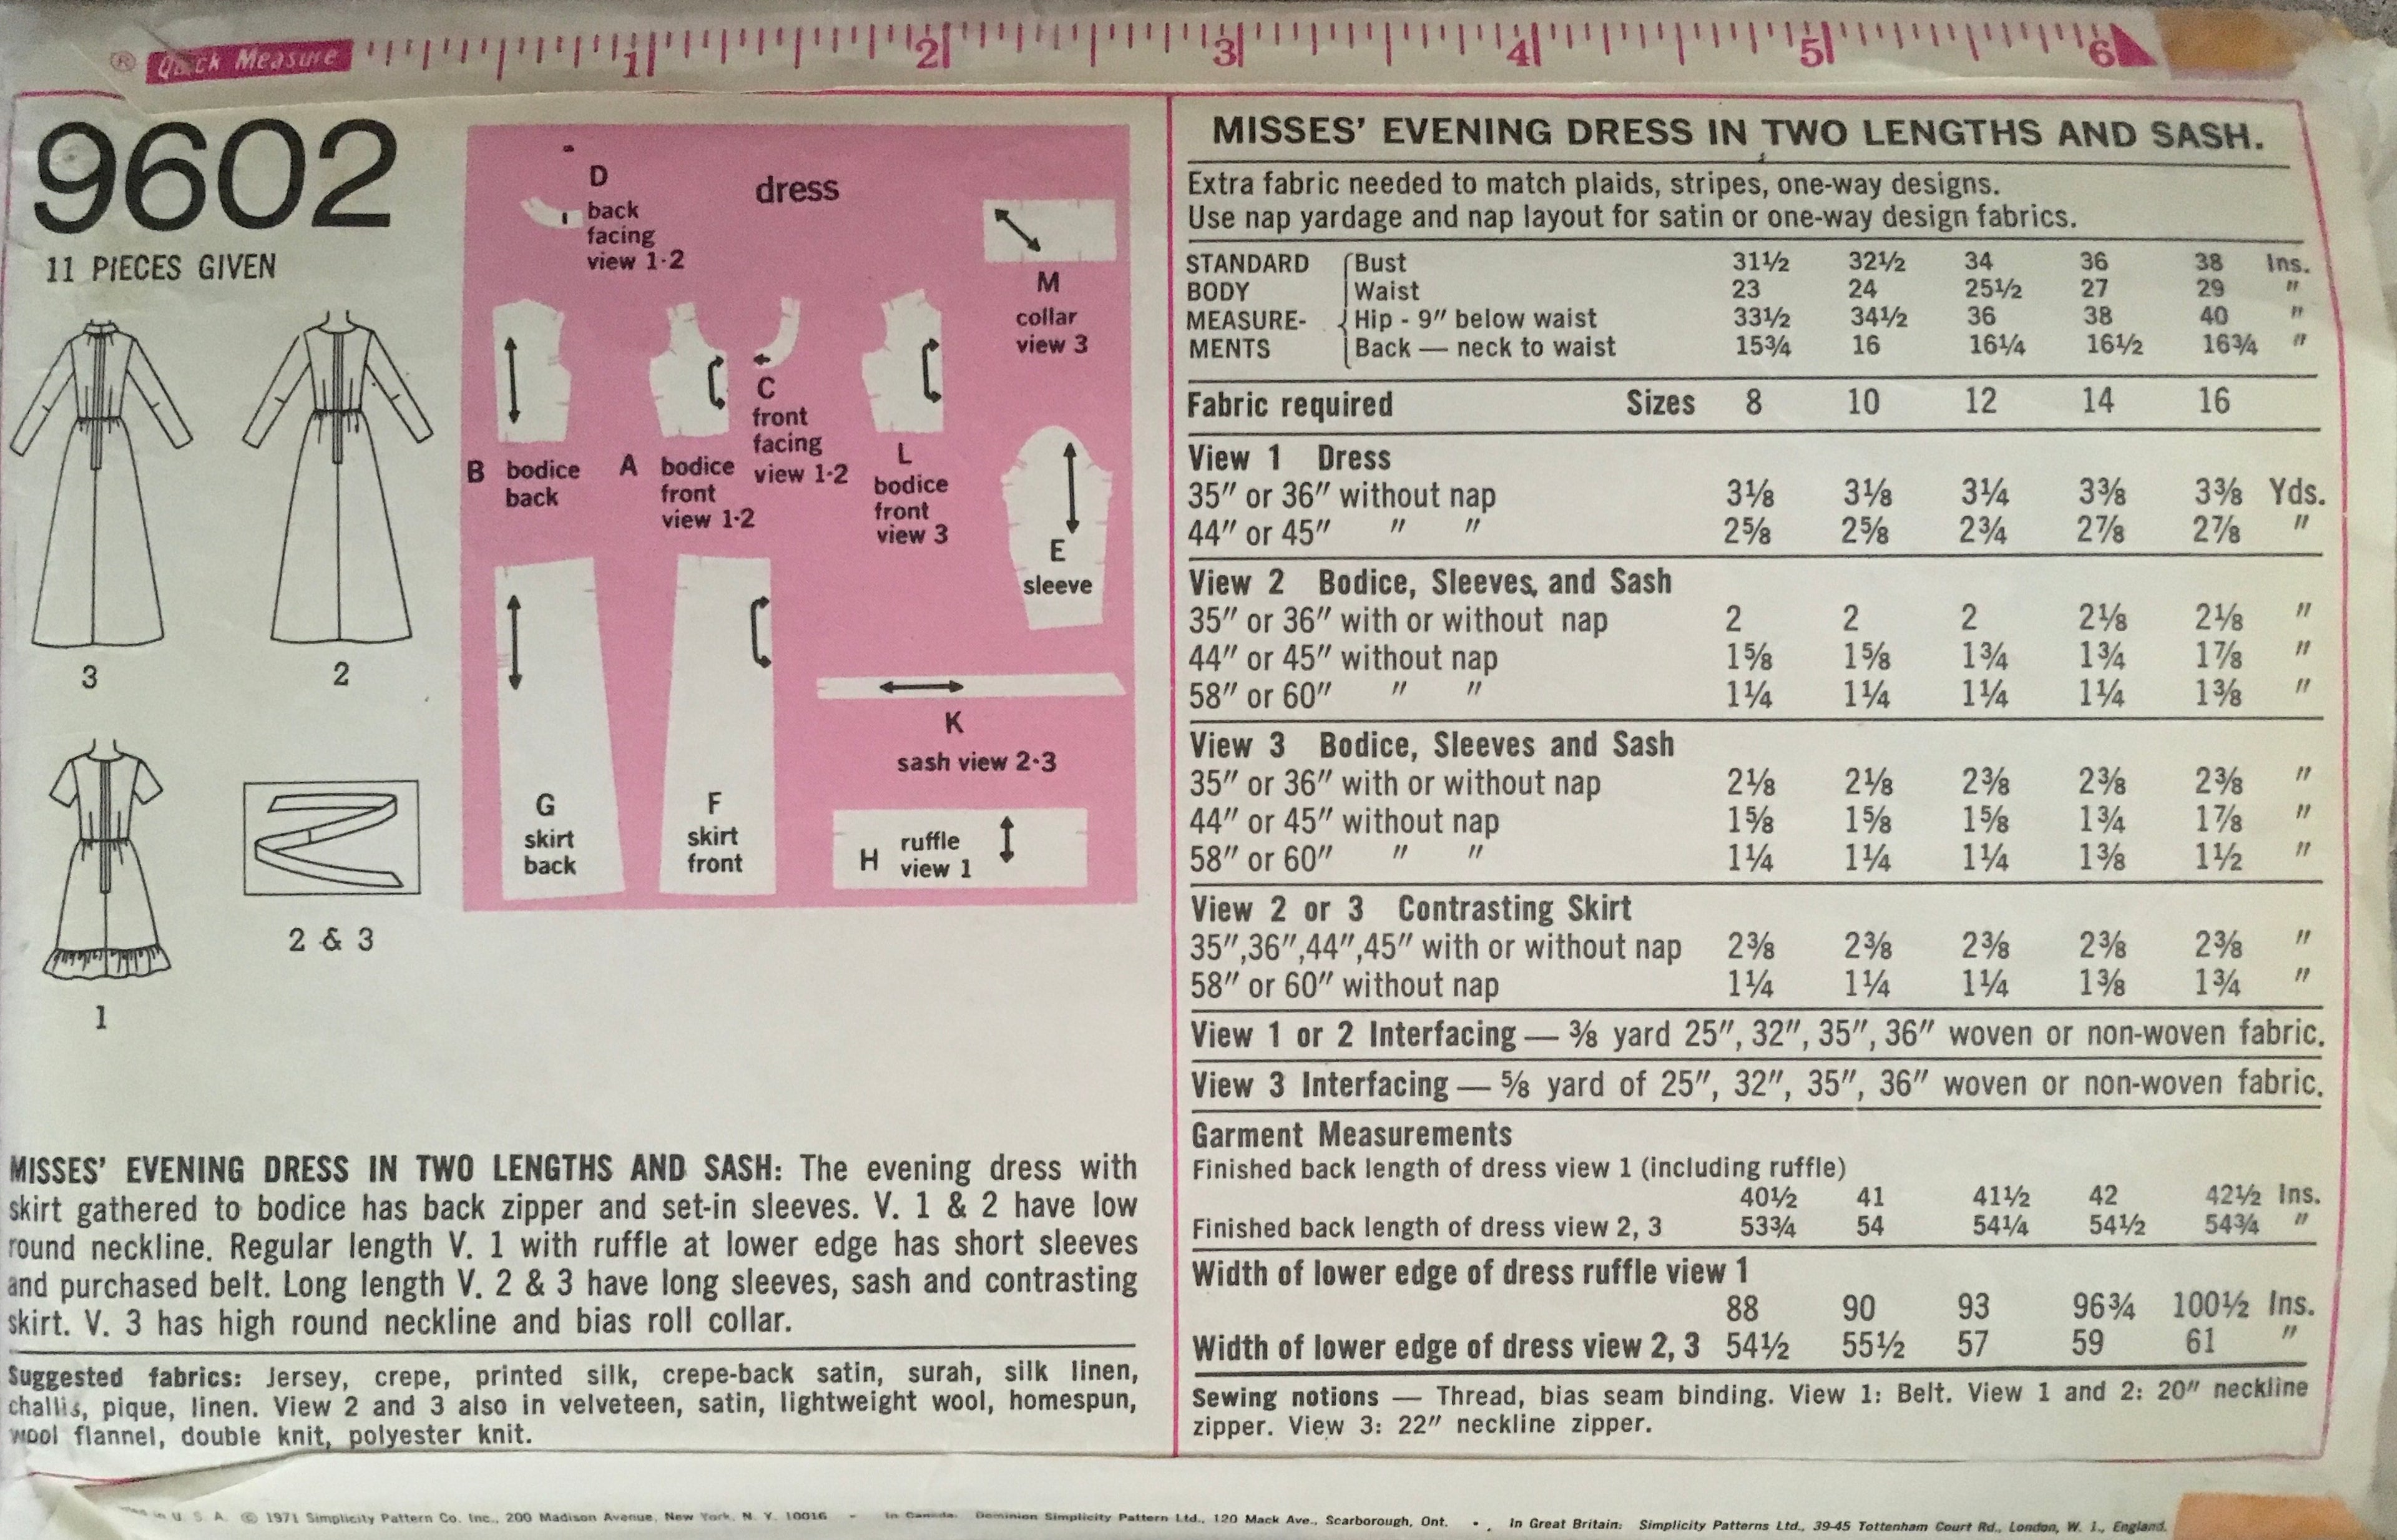 ® Quick Measure 1 2 3 4 5 6
9602
11 PIECES GIVEN
3
2
1
2 & 3
dress
D
back
facing
view 1-2
M
collar
view 3
B bodice
back
A bodice
front
view 1-2
C
front
facing
view 1-2
L
bodice
front
view 3
E
sleeve
K
sash view 2-3
G
skirt
back
F
skirt
front
H ruffle
view 1
MISSES' EVENING DRESS IN TWO LENGTHS AND SASH: The evening dress with
skirt gathered to bodice has back zipper and set-in sleeves. V. 1 & 2 have low
round neckline. Regular length V. 1 with ruffle at lower edge has short sleeves
and purchased belt. Long length V. 2 & 3 have long sleeves, sash and contrasting
skirt. V. 3 has high round neckline and bias roll collar.
Suggested fabrics: Jersey, crepe, printed silk, crepe-back satin, surah, silk linen,
challis, pique, linen. View 2 and 3 also in velveteen, satin, lightweight wool, homespun,
wool flannel, double knit, polyester knit.
MISSES' EVENING DRESS IN TWO LENGTHS AND SASH.
Extra fabric needed to match plaids, stripes, one-way designs.
Use nap yardage and nap layout for satin or one-way design fabrics.
STANDARD Bust 31½ 32½ 34 36 38 Ins.
BODY Waist 23 24 25½ 27 29 "
MEASURE- Hip - 9" below waist 33½ 34½ 36 38 40 "
MENTS Back — neck to waist 15¾ 16 16¼ 16½ 16¾ "
Fabric required Sizes 8 10 12 14 16
View 1 Dress
35" or 36" without nap 3⅛ 3⅛ 3¼ 3⅜ 3⅜ Yds.
44" or 45" " " 2⅝ 2⅝ 2¾ 2⅞ 2⅞ "
View 2 Bodice, Sleeves, and Sash
35" or 36" with or without nap 2 2 2 2⅛ 2⅛ "
44" or 45" without nap 1⅝ 1⅝ 1¾ 1¾ 1⅞ "
58" or 60" " " 1¼ 1¼ 1¼ 1¼ 1⅜ "
View 3 Bodice, Sleeves and Sash
35" or 36" with or without nap 2⅛ 2⅛ 2⅜ 2⅜ 2⅜ "
44" or 45" without nap 1⅝ 1⅝ 1⅝ 1¾ 1⅞ "
58" or 60" " " 1¼ 1¼ 1¼ 1⅜ 1½ "
View 2 or 3 Contrasting Skirt
35",36",44",45" with or without nap 2⅜ 2⅜ 2⅜ 2⅜ 2⅜ "
58" or 60" without nap 1¼ 1¼ 1¼ 1⅜ 1¾ "
View 1 or 2 Interfacing — ⅜ yard 25", 32", 35", 36" woven or non-woven fabric.
View 3 Interfacing — ⅝ yard of 25", 32", 35", 36" woven or non-woven fabric.
Garment Measurements
Finished back length of dress view 1 (including ruffle)
40½ 41 41½ 42 42½ Ins.
Finished back length of dress view 2, 3 53¾ 54 54¼ 54½ 54¾ "
Width of lower edge of dress ruffle view 1
88 90 93 96¾ 100½ Ins.
Width of lower edge of dress view 2, 3 54½ 55½ 57 59 61 "
Sewing notions — Thread, bias seam binding. View 1: Belt. View 1 and 2: 20" neckline
zipper. View 3: 22" neckline zipper.
in U. S. A. © 1971 Simplicity Pattern Co. Inc., 200 Madison Avenue, New York, N. Y. 10016 - In Canada: Dominion Simplicity Pattern Ltd., 120 Mack Ave., Scarborough, Ont. • In Great Britain: Simplicity Patterns Ltd., 39-45 Tottenham Court Rd., London, W. 1., England.